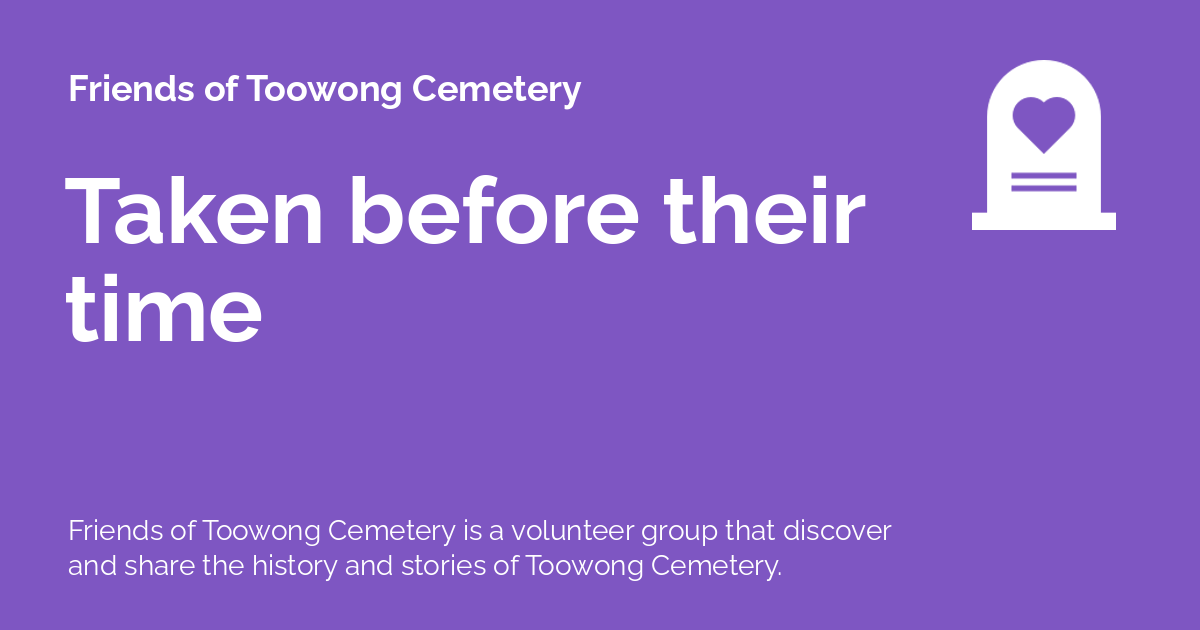 Friends of Toowong Cemetery
Taken before their
time
Friends of Toowong Cemetery is a volunteer group that discover
and share the history and stories of Toowong Cemetery.